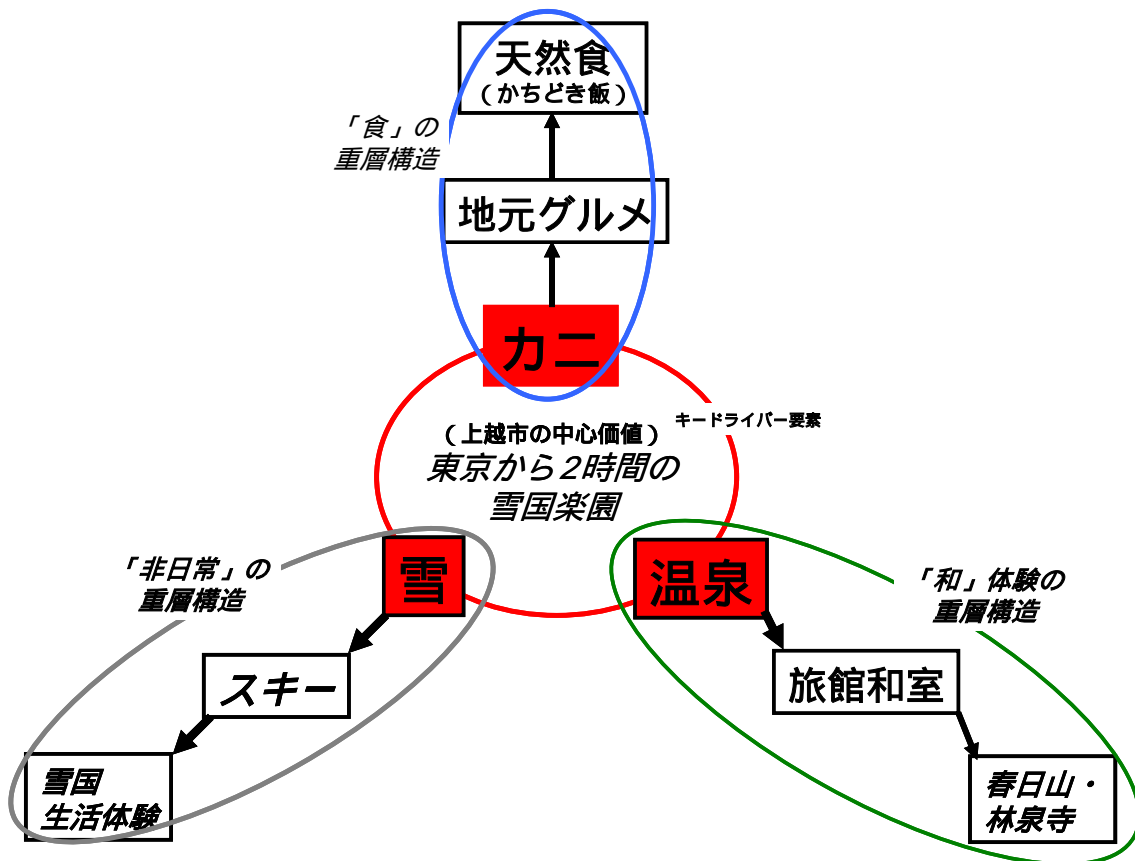 天然食
（かちどき飯）
「食」の
重層構造
地元グルメ
カニ
（上越市の中心価値）
キードライバー要素
東京から2時間の
雪国楽園
「非日常」の
重層構造
雪
温泉
「和」体験の
重層構造
スキー
旅館和室
雪国
生活体験
春日山・
林泉寺